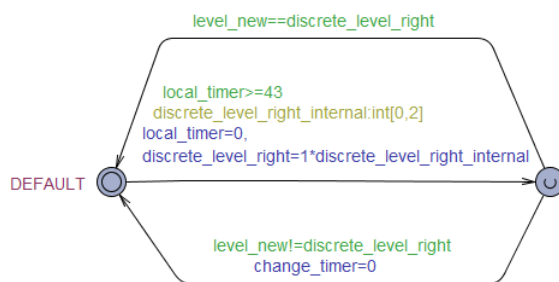 level_new==discrete_level_right
local_timer>=43
discrete_level_right_internal:int[0,2]
local_timer=0,
discrete_level_right=1*discrete_level_right_internal
DEFAULT
level_new!=discrete_level_right
change_timer=0